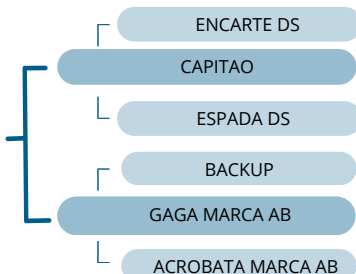 ENCARTE DS
CAPITAO
ESPADA DS
BACKUP
GAGA MARCA AB
ACROBATA MARCA AB